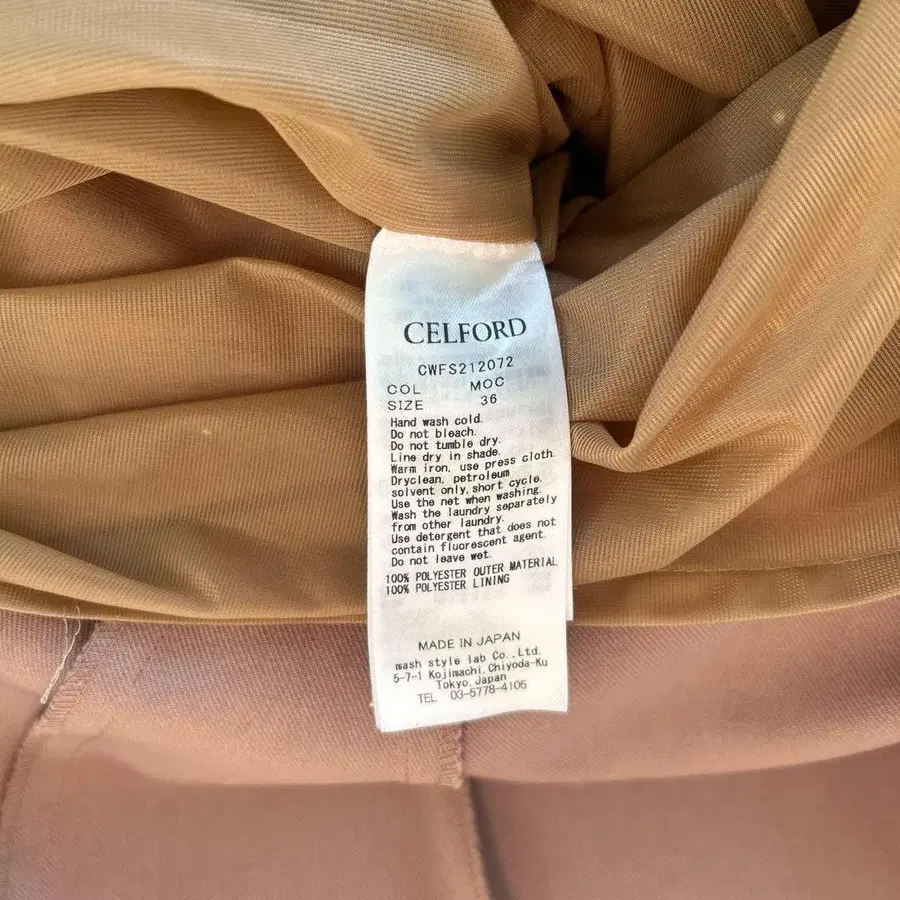 CELFORD
CWFS212072
COL MOC
SIZE 36
Hand wash cold.
Do not bleach.
Do not tumble dry.
Line dry in shade.
Warm iron, use press cloth.
Dryclean, petroleum
solvent only, short cycle.
Use the net when washing.
Wash the laundry separately
from other laundry.
Use detergent that does not
contain fluorescent agent.
Do not leave wet.
100% POLYESTER OUTER MATERIAL
100% POLYESTER LINING
MADE IN JAPAN
mash style lab Co.,Ltd.
5-7-1 Kojimachi,Chiyoda-Ku
Tokyo,Japan
TEL 03-5778-4105